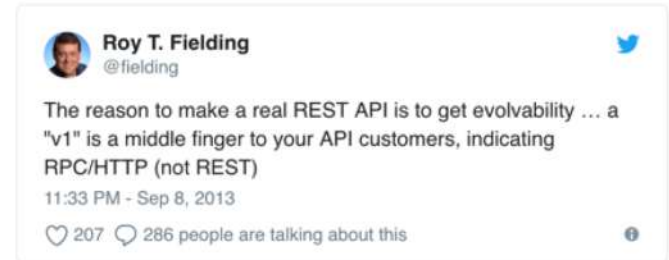 Roy T. Fielding
@fielding
The reason to make a real REST API is to get evolvability … a
"v1" is a middle finger to your API customers, indicating
RPC/HTTP (not REST)
11:33 PM - Sep 8, 2013
207 286 people are talking about this